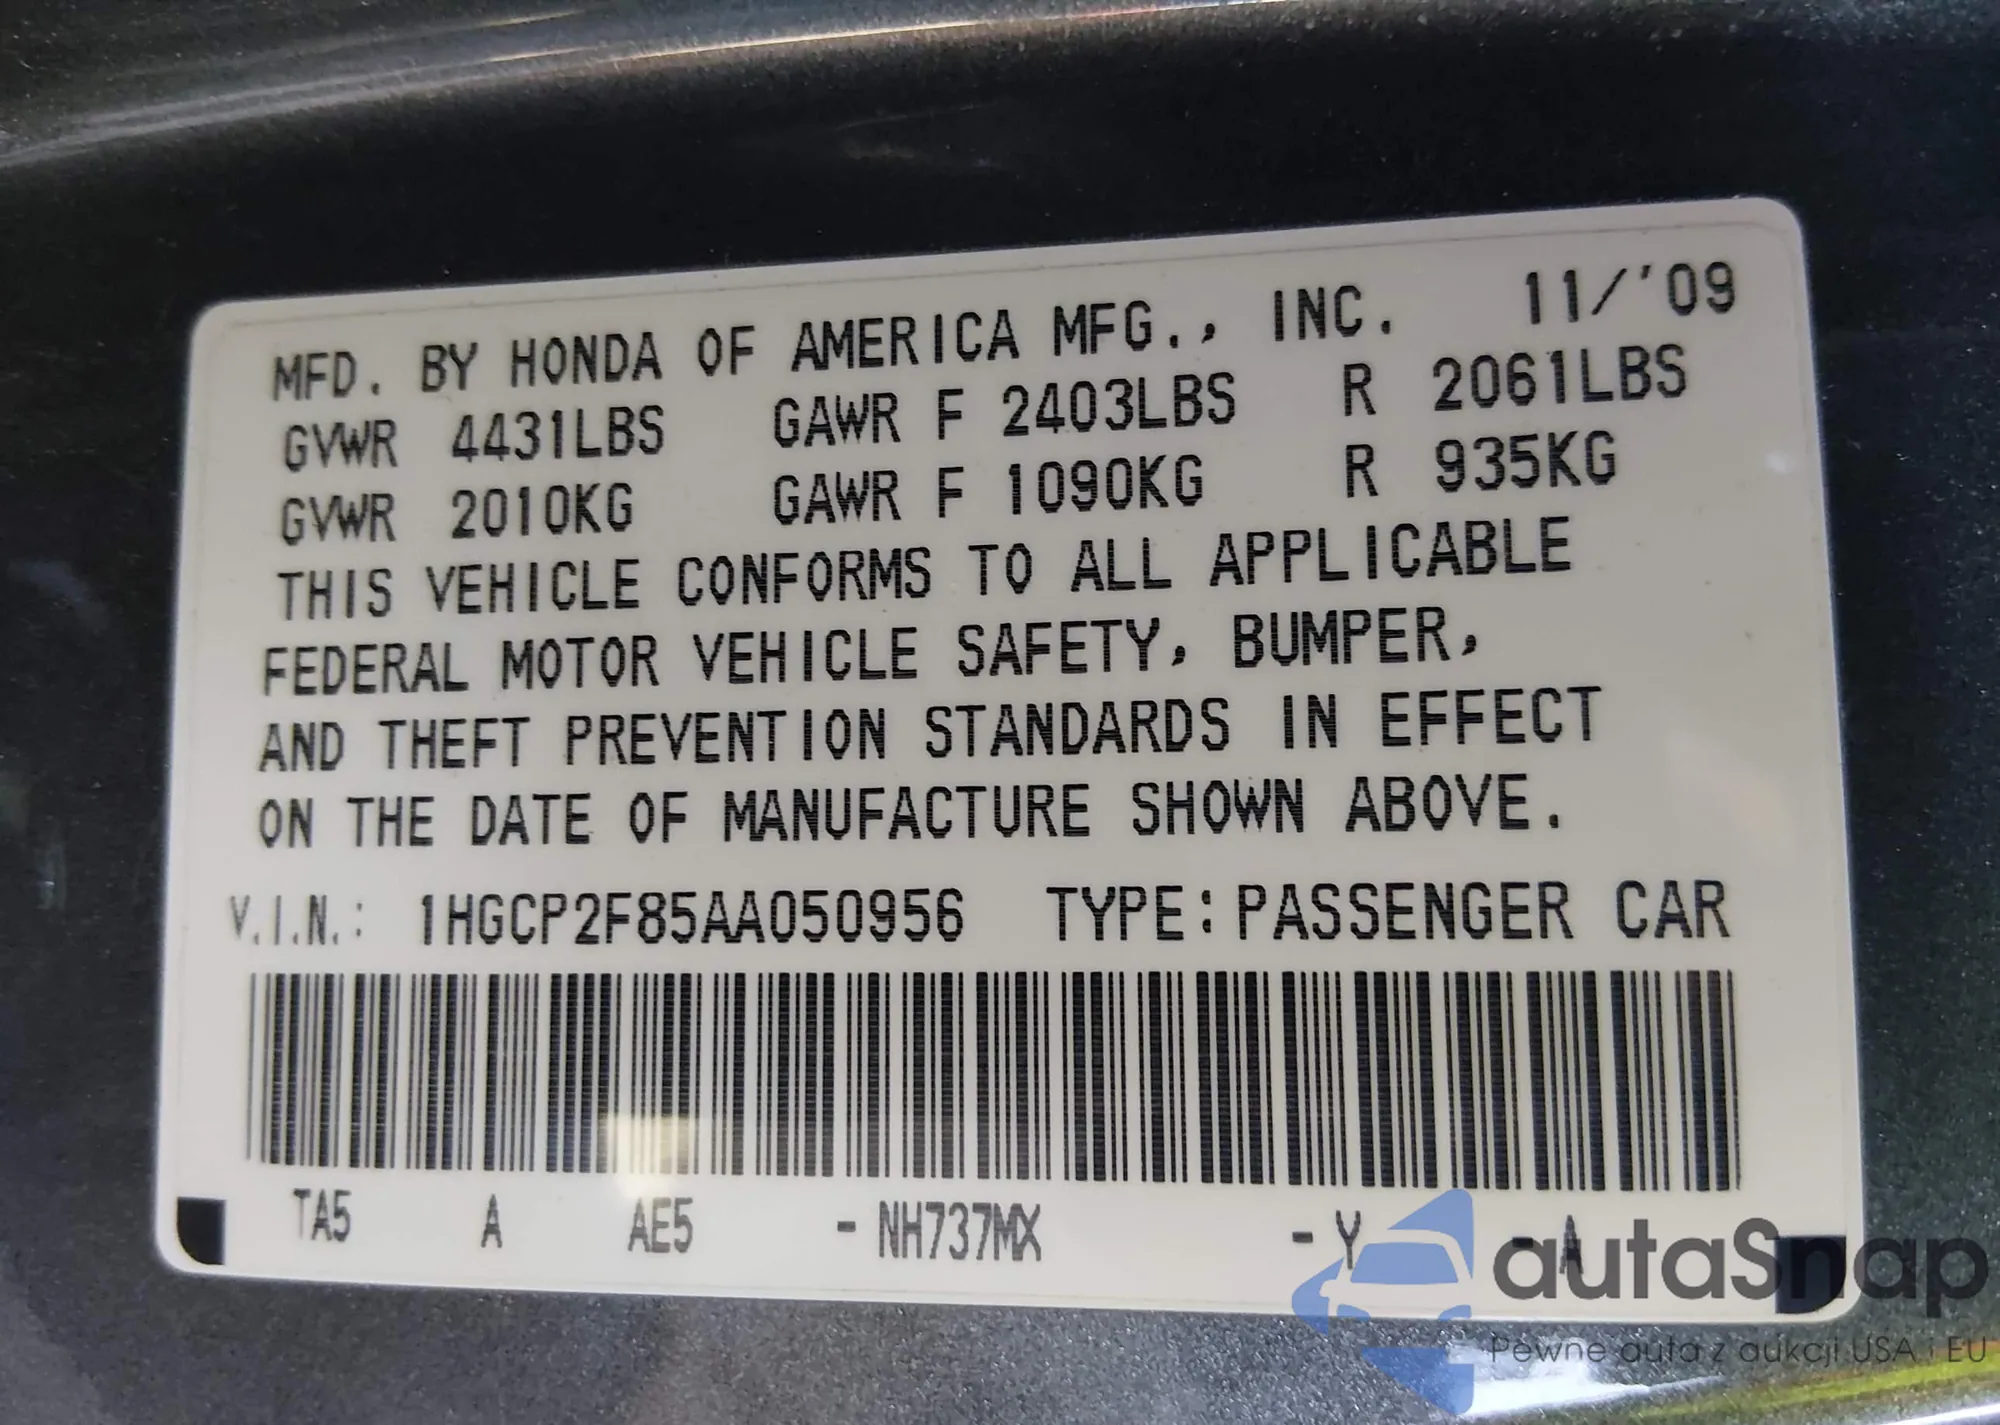 MFD. BY HONDA OF AMERICA MFG., INC. 11/'09
GVWR 4431LBS GAWR F 2403LBS R 2061LBS
GVWR 2010KG GAWR F 1090KG R 935KG
THIS VEHICLE CONFORMS TO ALL APPLICABLE
FEDERAL MOTOR VEHICLE SAFETY, BUMPER,
AND THEFT PREVENTION STANDARDS IN EFFECT
ON THE DATE OF MANUFACTURE SHOWN ABOVE.
V.I.N.: 1HGCP2F85AA050956 TYPE: PASSENGER CAR
TA5 A AE5 - NH737MX - Y - A
autaSnap
Pewne auta z aukcji USA i EU